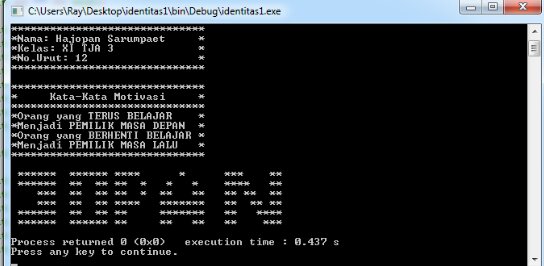 C:\Users\Ray\Desktop\identitas1\bin\Debug\identitas1.exe
*****************************
*Nama: Hajopan Sarumpaet *
*Kelas: XI TJA 3 *
*No.Urut: 12 *
*****************************
*****************************
* Kata-Kata Motivasi *
*****************************
*Orang yang TERUS BELAJAR *
*Menjadi PEMILIK MASA DEPAN *
*Orang yang BERHENTI BELAJAR *
*Menjadi PEMILIK MASA LALU *
*****************************
JOPAN
Process returned 0 (0x0) execution time : 0.437 s
Press any key to continue.